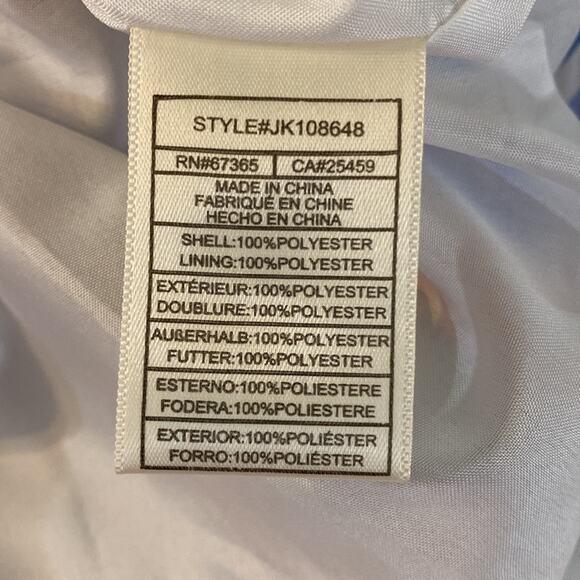 STYLE#JK108648
RN#67365 CA#25459
MADE IN CHINA
FABRIQUÉ EN CHINE
HECHO EN CHINA
SHELL:100%POLYESTER
LINING:100%POLYESTER
EXTÉRIEUR:100%POLYESTER
DOUBLURE:100%POLYESTER
AUßERHALB:100%POLYESTER
FUTTER:100%POLYESTER
ESTERNO:100%POLIESTERE
FODERA:100%POLIESTERE
EXTERIOR:100%POLIÉSTER
FORRO:100%POLIÉSTER